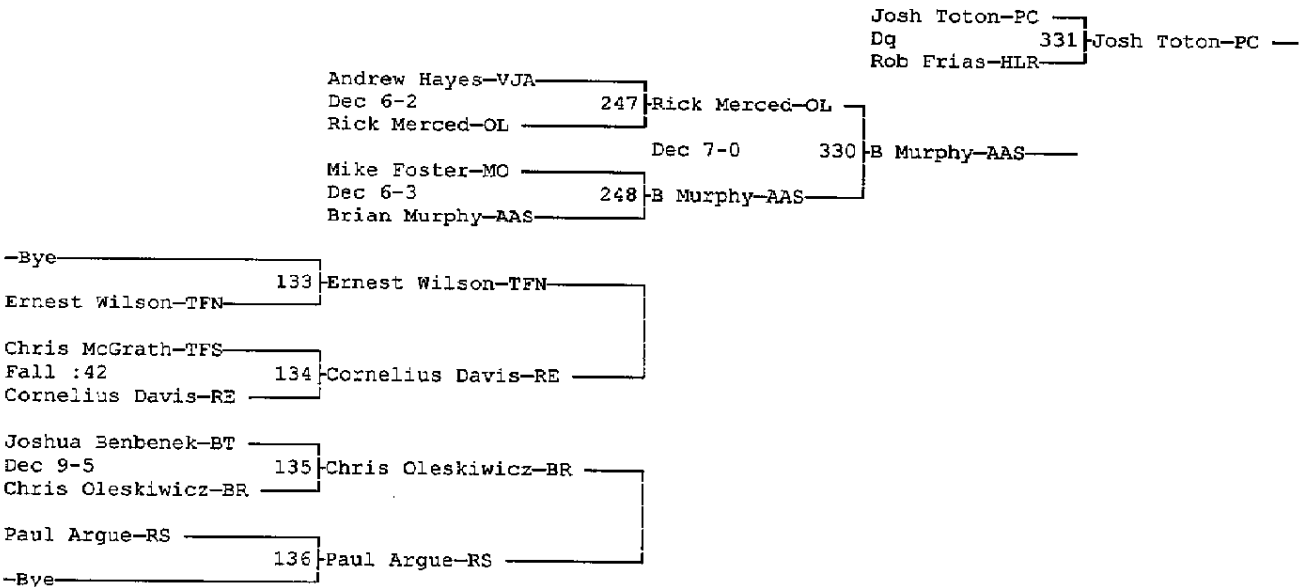 Josh Toton-PC
Dq 331 Josh Toton-PC
Rob Frias-HLR
Andrew Hayes-VJA
Dec 6-2 247 Rick Merced-OL
Rick Merced-OL
Dec 7-0 330 B Murphy-AAS
Mike Foster-MO
Dec 6-3 248 B Murphy-AAS
Brian Murphy-AAS
-Bye
133 Ernest Wilson-TFN
Ernest Wilson-TFN
Chris McGrath-TFS
Fall :42 134 Cornelius Davis-RE
Cornelius Davis-RE
Joshua Benbenek-BT
Dec 9-5 135 Chris Oleskiwicz-BR
Chris Oleskiwicz-BR
Paul Argue-RS
136 Paul Argue-RS
-Bye